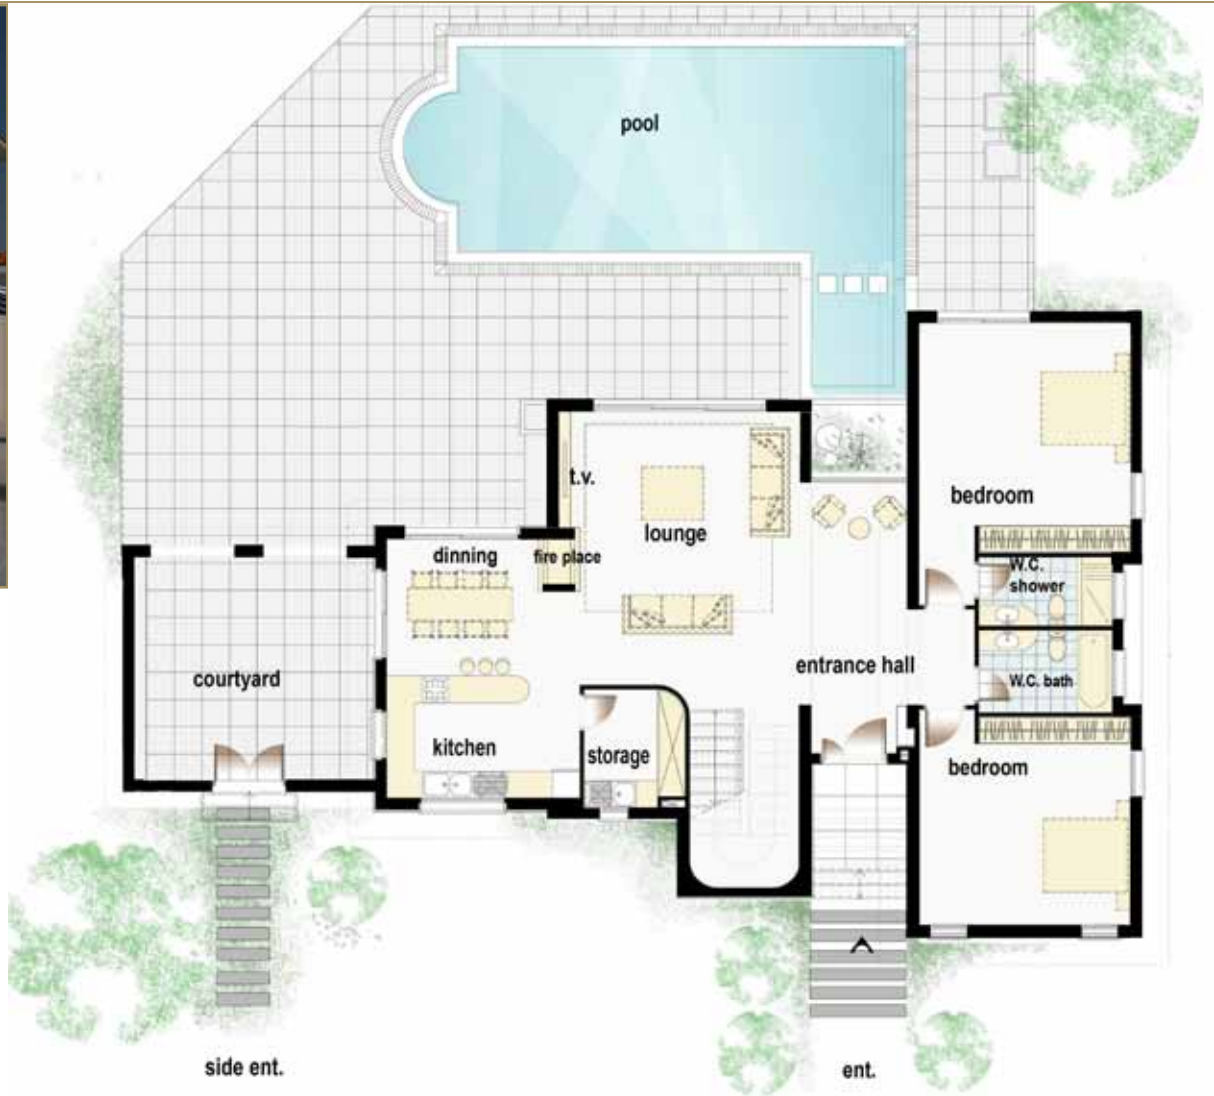 pool
bedroom
t.v.
lounge
dinning
fire place
W.C.
shower
entrance hall
courtyard
W.C. bath
kitchen
storage
bedroom
side ent.
ent.